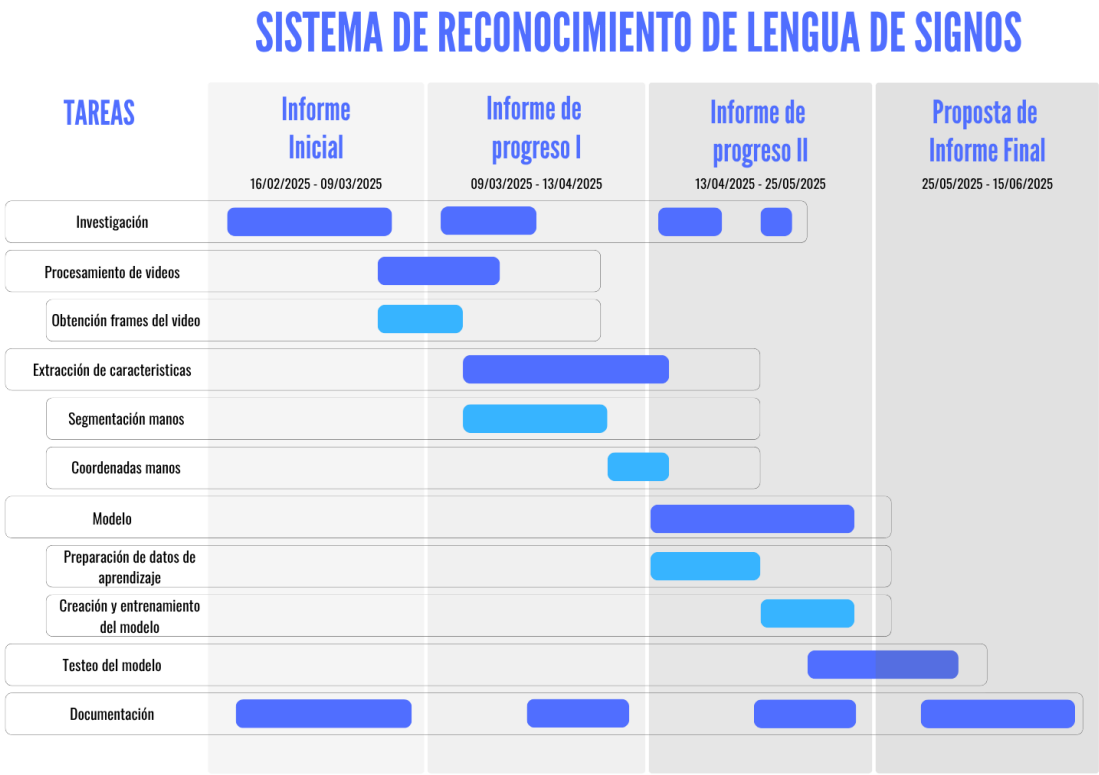 SISTEMA DE RECONOCIMIENTO DE LENGUA DE SIGNOS
TAREAS
Informe
Inicial
16/02/2025 - 09/03/2025
Informe de
progreso I
09/03/2025 - 13/04/2025
Informe de
progreso II
13/04/2025 - 25/05/2025
Proposta de
Informe Final
25/05/2025 - 15/06/2025
Investigación
Procesamiento de videos
Obtención frames del video
Extracción de caracteristicas
Segmentación manos
Coordenadas manos
Modelo
Preparación de datos de
aprendizaje
Creación y entrenamiento
del modelo
Testeo del modelo
Documentación